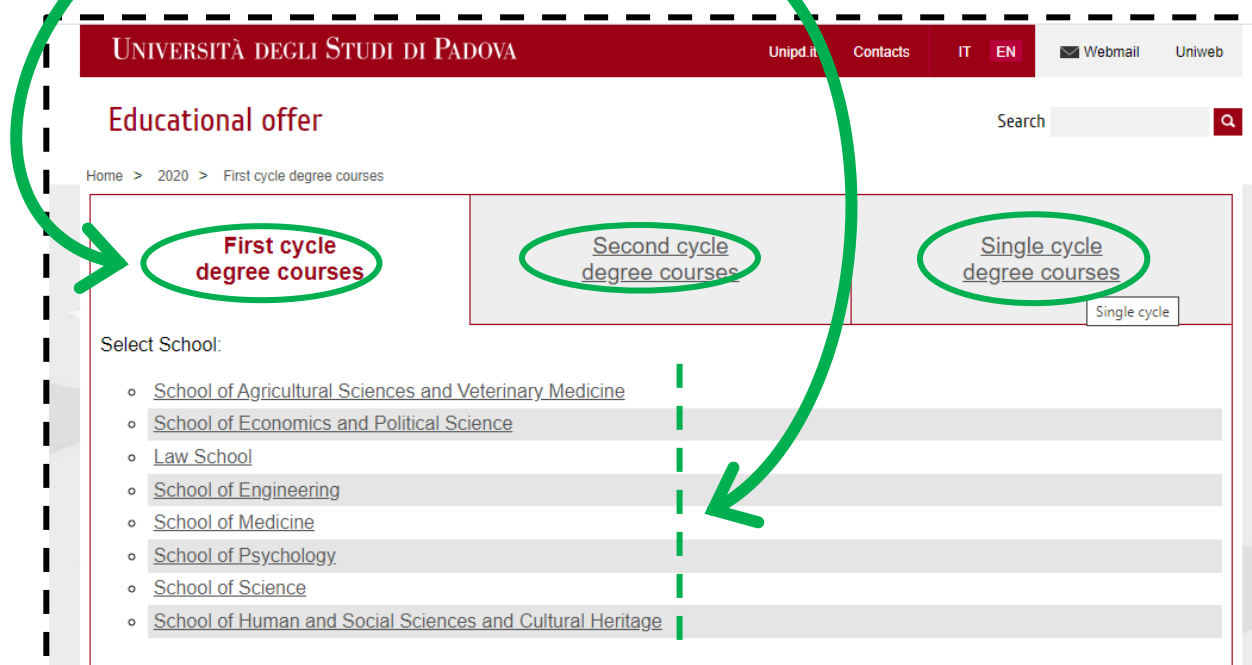 UNIVERSITÀ DEGLI STUDI DI PADOVA
Unipd.it Contacts IT EN Webmail Uniweb
Educational offer
Search
Home > 2020 > First cycle degree courses
First cycle
degree courses
Second cycle
degree courses
Single cycle
degree courses
Single cycle
Select School:
School of Agricultural Sciences and Veterinary Medicine
School of Economics and Political Science
Law School
School of Engineering
School of Medicine
School of Psychology
School of Science
School of Human and Social Sciences and Cultural Heritage